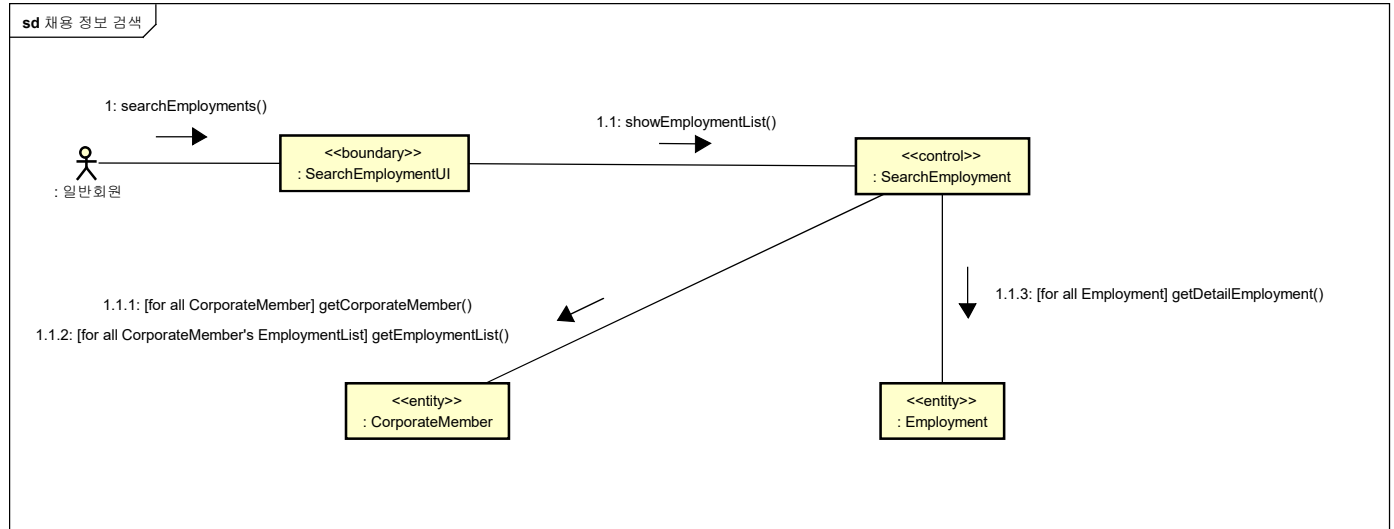 sd 채용 정보 검색
1: searchEmployments()
1.1: showEmploymentList()
<<boundary>>
: SearchEmploymentUI
<<control>>
: SearchEmployment
: 일반회원
1.1.1: [for all CorporateMember] getCorporateMember()
1.1.2: [for all CorporateMember's EmploymentList] getEmploymentList()
1.1.3: [for all Employment] getDetailEmployment()
<<entity>>
: CorporateMember
<<entity>>
: Employment